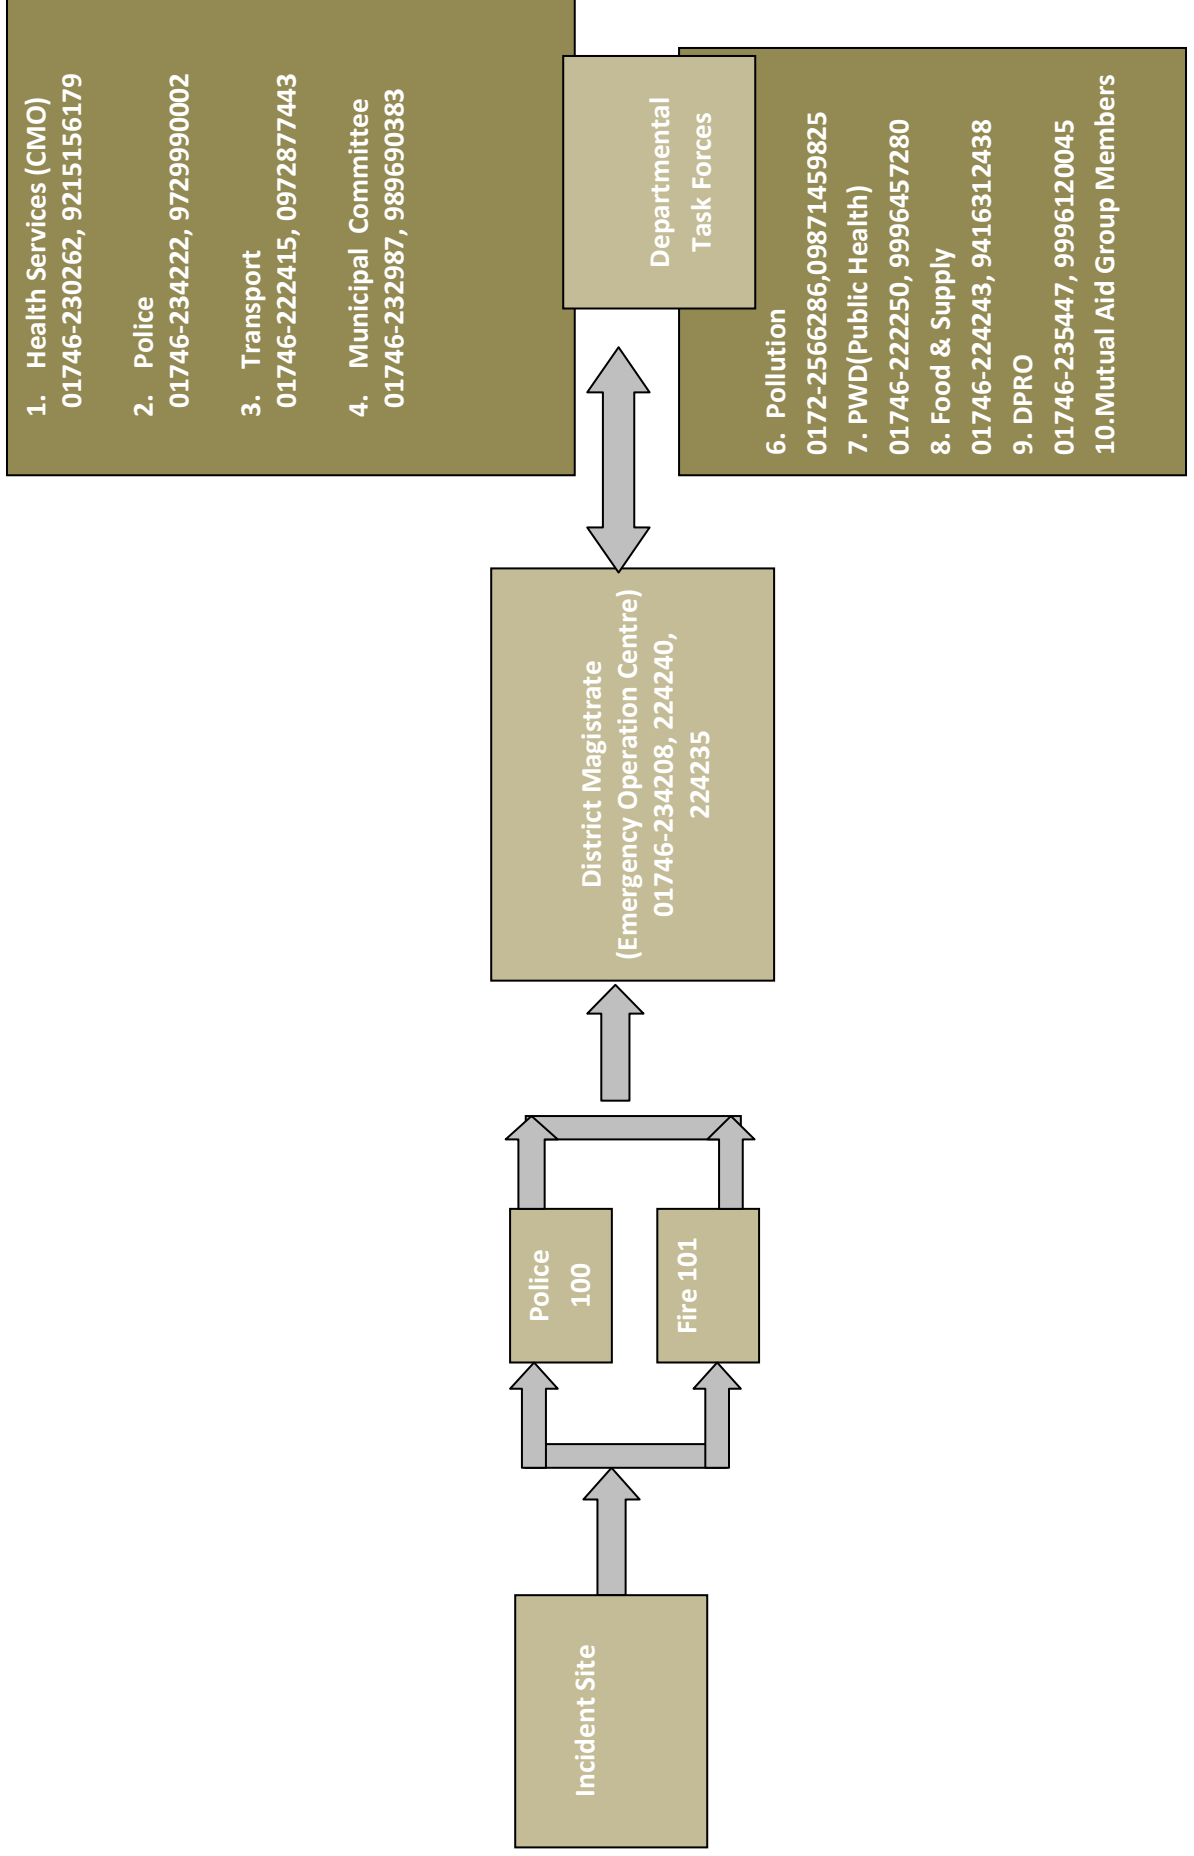 Incident Site
Police
100
Fire 101
District Magistrate
(Emergency Operation Centre)
01746-234208, 224240,
224235
Departmental
Task Forces
1. Health Services (CMO)
01746-230262, 9215156179
2. Police
01746-234222, 9729990002
3. Transport
01746-222415, 0972877443
4. Municipal Committee
01746-232987, 989690383
6. Pollution
0172-2566286,09871459825
7. PWD(Public Health)
01746-222250, 9996457280
8. Food & Supply
01746-224243, 9416312438
9. DPRO
01746-235447, 9996120045
10.Mutual Aid Group Members